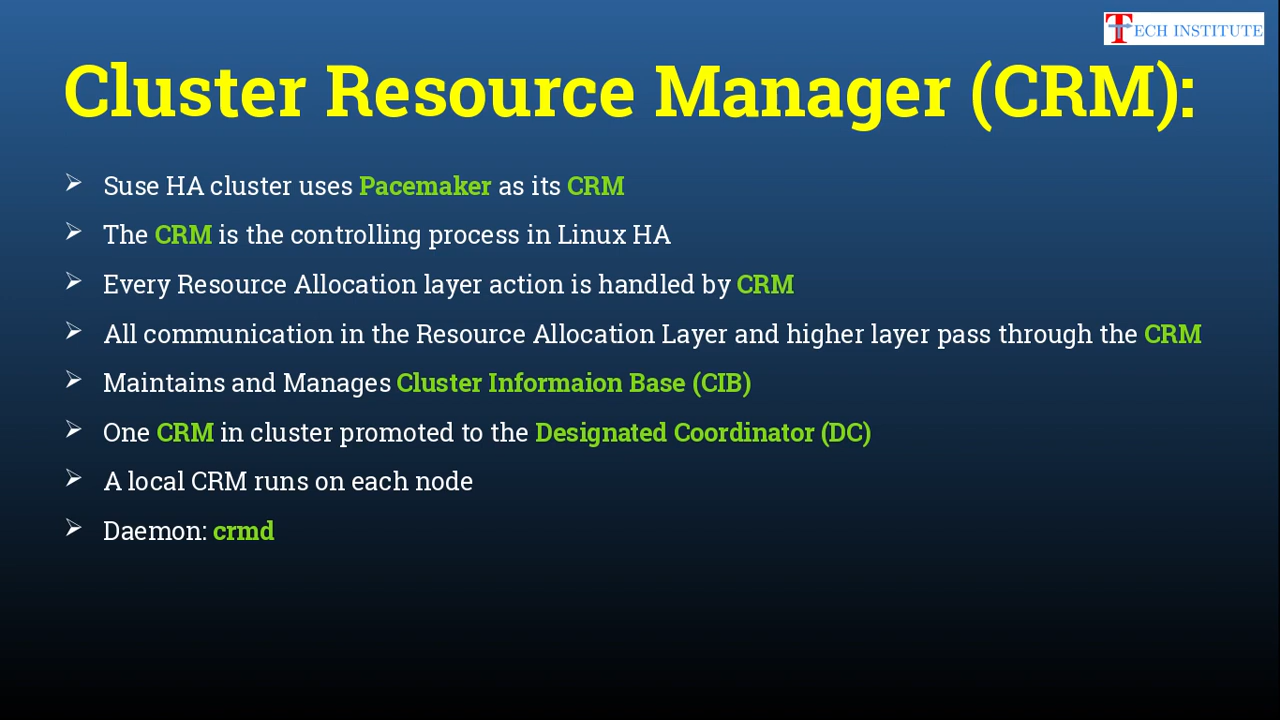 TECH INSTITUTE
Cluster Resource Manager (CRM):
Suse HA cluster uses Pacemaker as its CRM
The CRM is the controlling process in Linux HA
Every Resource Allocation layer action is handled by CRM
All communication in the Resource Allocation Layer and higher layer pass through the CRM
Maintains and Manages Cluster Informaion Base (CIB)
One CRM in cluster promoted to the Designated Coordinator (DC)
A local CRM runs on each node
Daemon: crmd